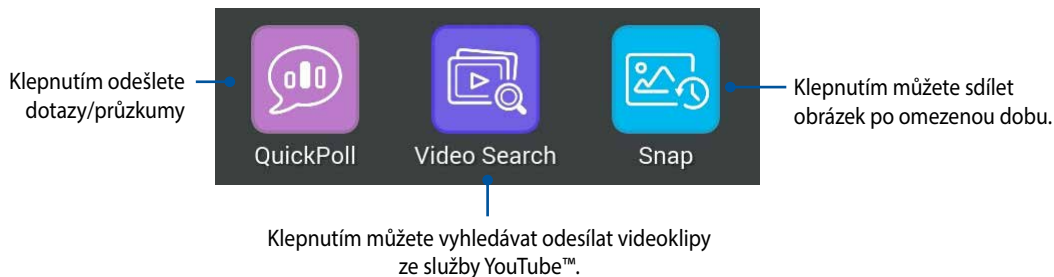 Klepnutím odešlete
dotazy/průzkumy
QuickPoll
Video Search
Snap
Klepnutím můžete sdílet
obrázek po omezenou dobu.
Klepnutím můžete vyhledávat odesílat videoklipy
ze služby YouTube™.